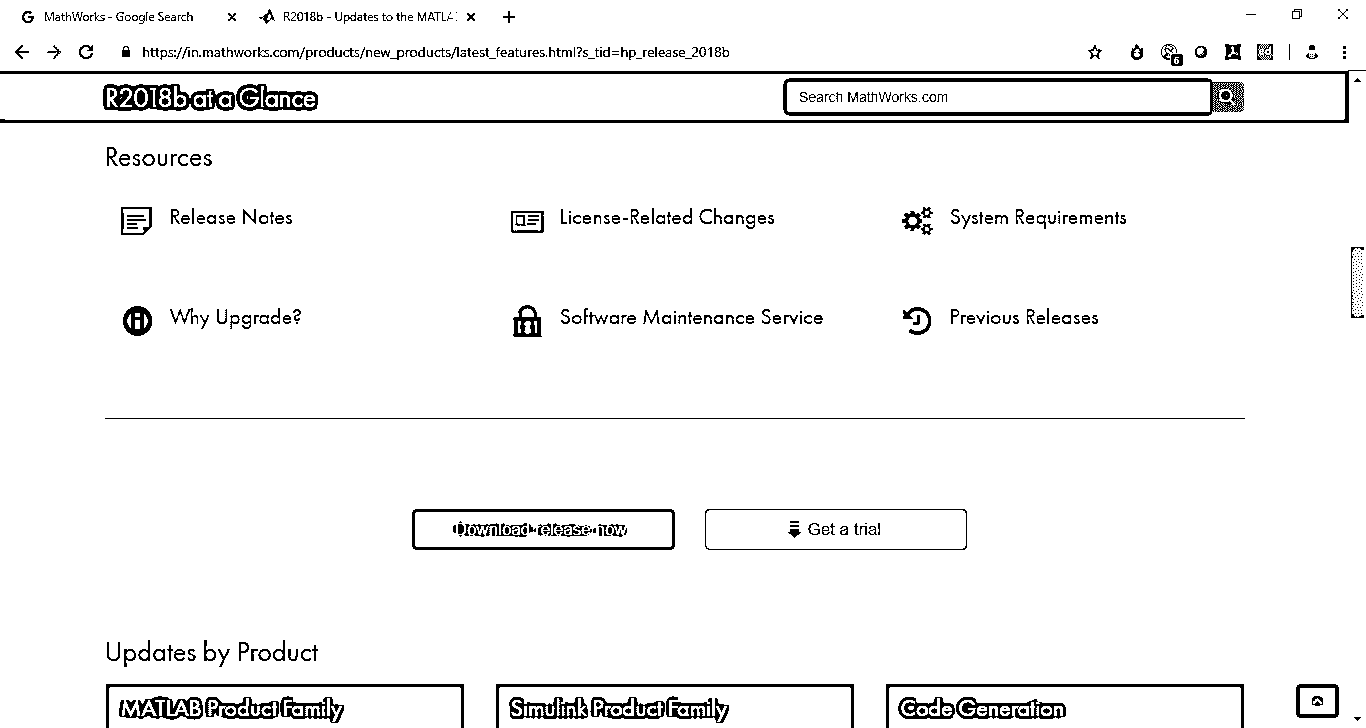 MathWorks - Google Search
R2018b - Updates to the MATLA
https://in.mathworks.com/products/new_products/latest_features.html?s_tid=hp_release_2018b
6
R2018b at a Glance
Search MathWorks.com
Resources
Release Notes
License-Related Changes
System Requirements
Why Upgrade?
Software Maintenance Service
Previous Releases
Download release now
Get a trial
Updates by Product
MATLAB Product Family
Simulink Product Family
Code Generation